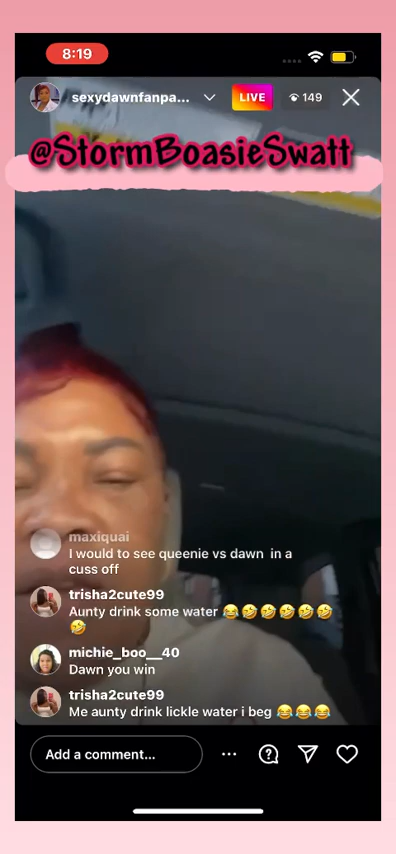 8:19
sexydawnfanpa...
LIVE
149
@StormBoasieSwatt
maxiquai
I would to see queenie vs dawn in a
cuss off
trisha2cute99
Aunty drink some water 😂🤣🤣🤣🤣🤣
🤣
michie_boo__40
Dawn you win
trisha2cute99
Me aunty drink lickle water i beg 😂😂😂
Add a comment...